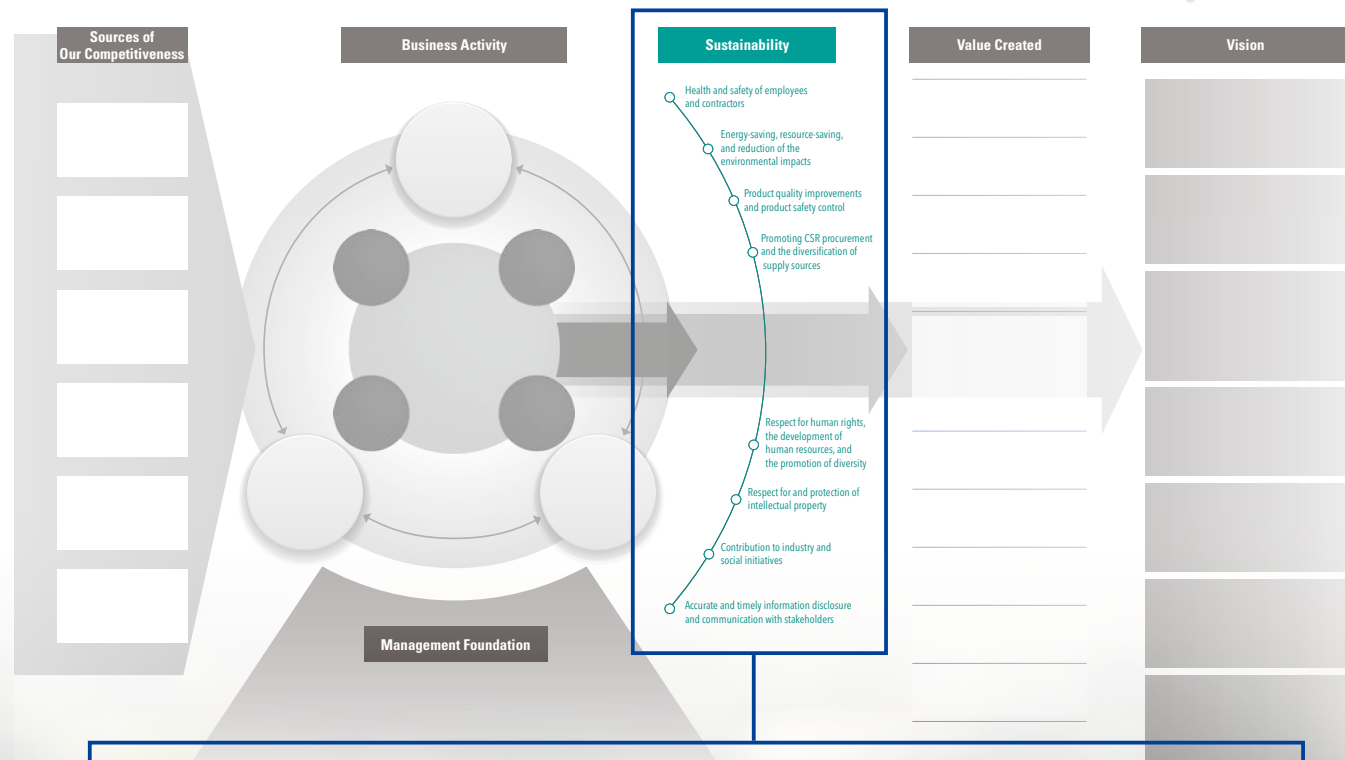 Sources of
Our Competitiveness
Business Activity
Sustainability
Value Created
Vision
Health and safety of employees
and contractors
Energy-saving, resource-saving,
and reduction of the
environmental impacts
Product quality improvements
and product safety control
Promoting CSR procurement
and the diversification of
supply sources
Respect for human rights,
the development of
human resources, and
the promotion of diversity
Respect for and protection of
intellectual property
Contribution to industry and
social initiatives
Accurate and timely information disclosure
and communication with stakeholders
Management Foundation